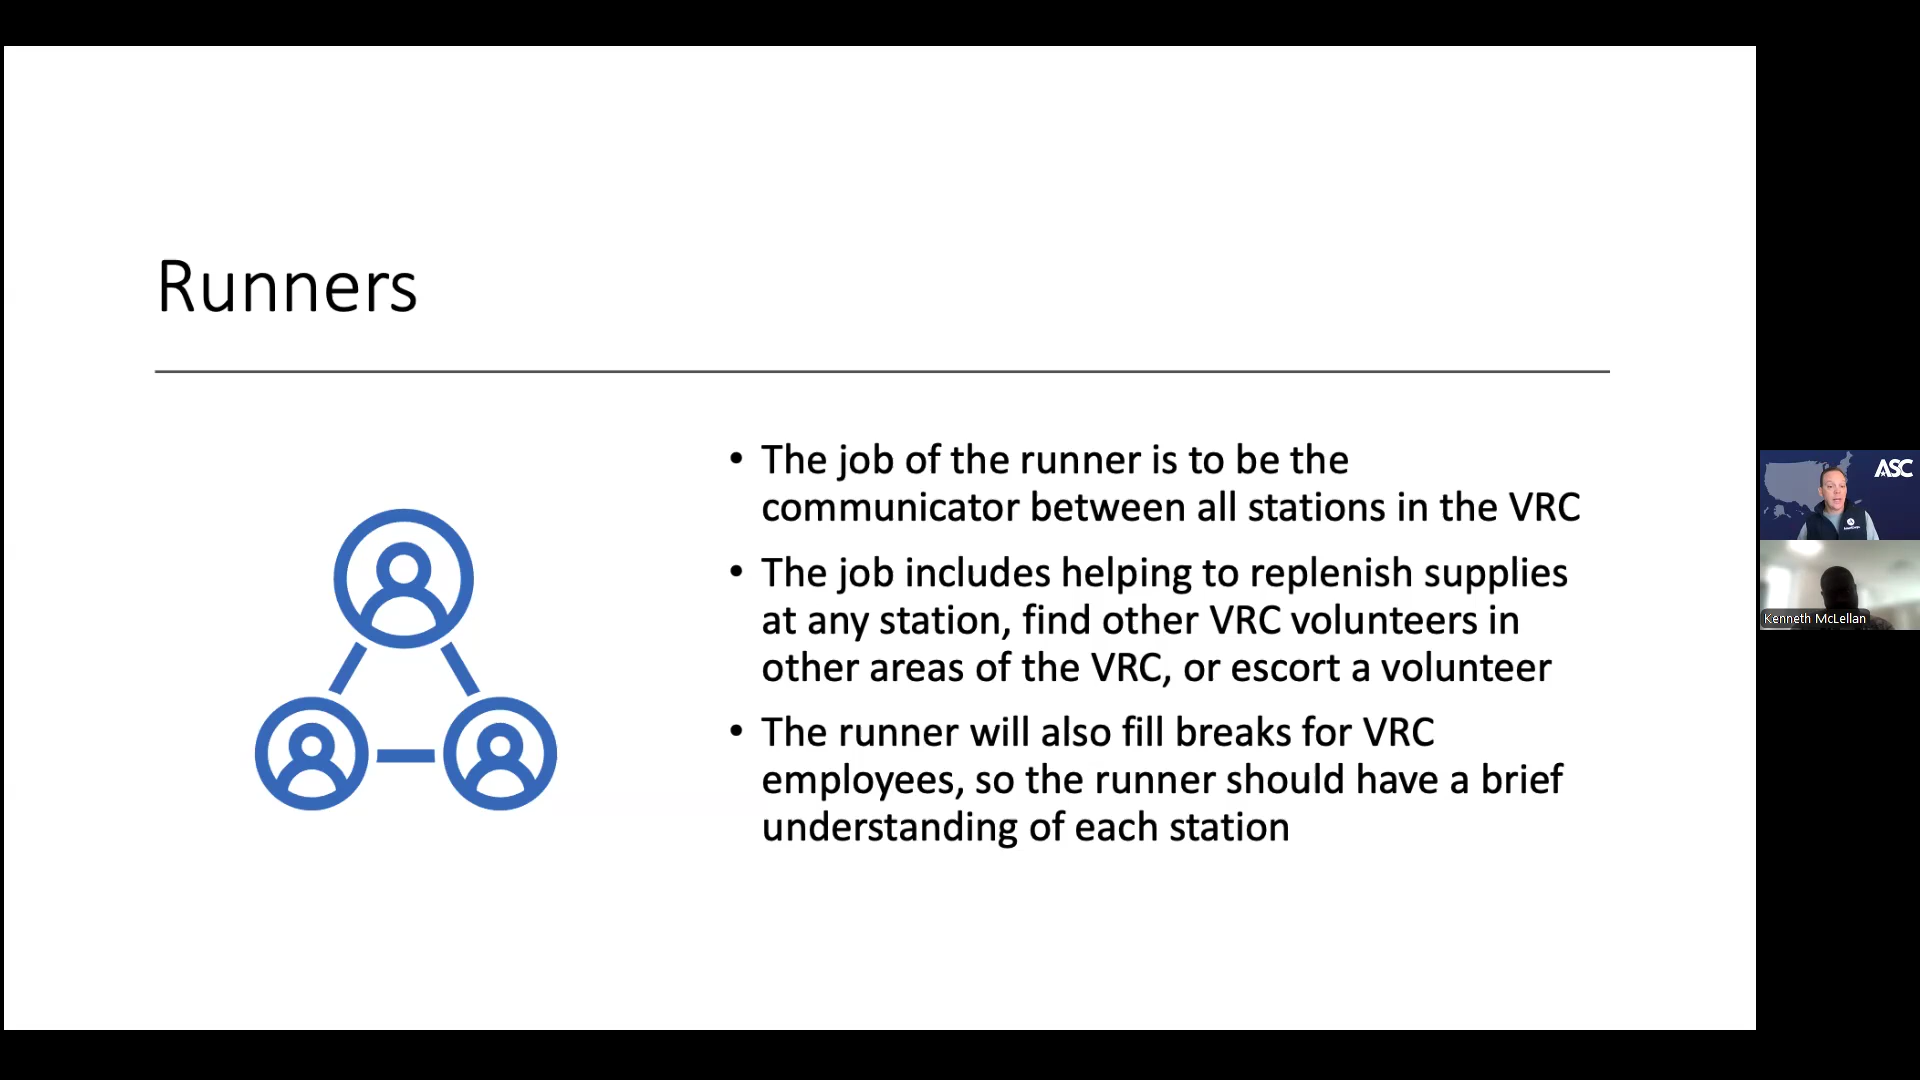 Runners
• The job of the runner is to be the
communicator between all stations in the VRC
• The job includes helping to replenish supplies
at any station, find other VRC volunteers in
other areas of the VRC, or escort a volunteer
• The runner will also fill breaks for VRC
employees, so the runner should have a brief
understanding of each station
ASC
Kenneth McLellan